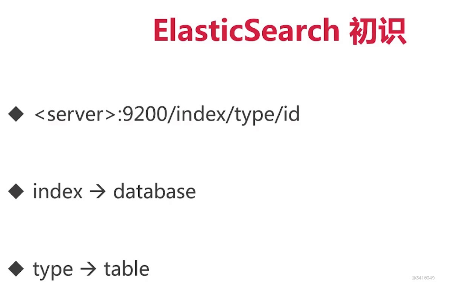 ElasticSearch 初识
◆ <server>:9200/index/type/id
◆ index → database
◆ type → table